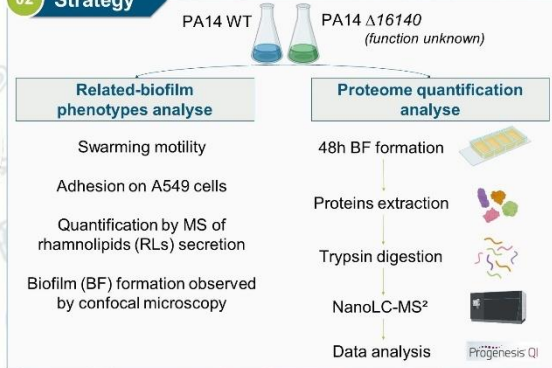 02 Strategy
PA14 WT
PA14 Δ16140
(function unknown)
Related-biofilm
phenotypes analyse
Swarming motility
Adhesion on A549 cells
Quantification by MS of
rhamnolipids (RLs) secretion
Biofilm (BF) formation observed
by confocal microscopy
Proteome quantification
analyse
48h BF formation
Proteins extraction
Trypsin digestion
NanoLC-MS²
Data analysis
Progenesis QI